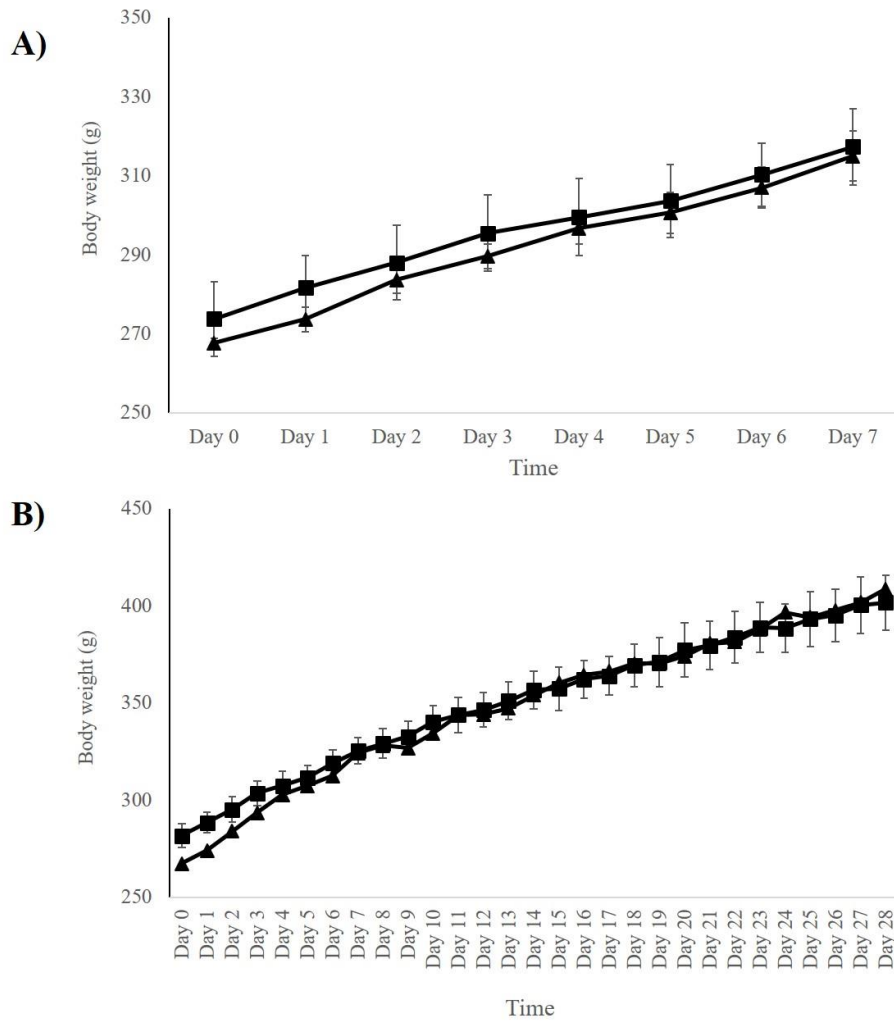 A)
350
330
310
290
270
250
Body weight (g)
Day 0 Day 1 Day 2 Day 3 Day 4 Day 5 Day 6 Day 7
Time
B)
450
400
350
300
250
Body weight (g)
Day 0
Day 1
Day 2
Day 3
Day 4
Day 5
Day 6
Day 7
Day 8
Day 9
Day 10
Day 11
Day 12
Day 13
Day 14
Day 15
Day 16
Day 17
Day 18
Day 19
Day 20
Day 21
Day 22
Day 23
Day 24
Day 25
Day 26
Day 27
Day 28
Time